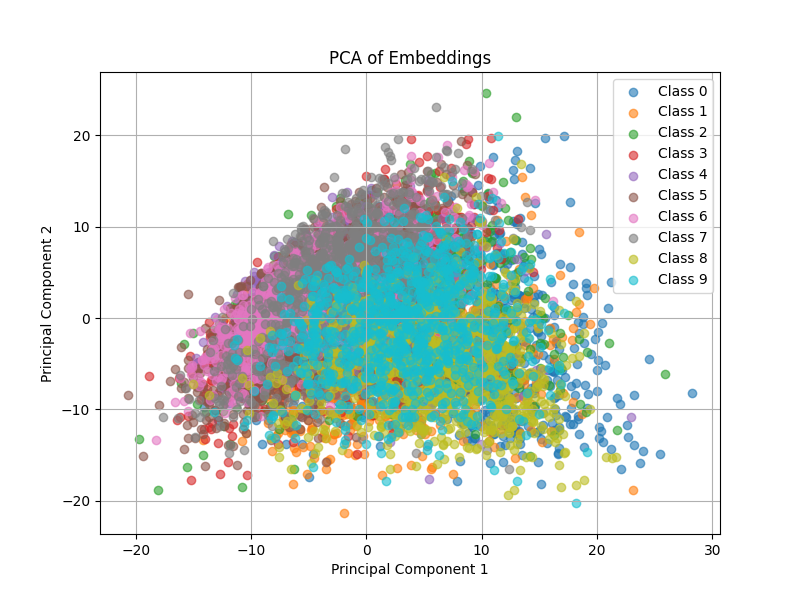 PCA of Embeddings
Class 0
Class 1
Class 2
Class 3
Class 4
Class 5
Class 6
Class 7
Class 8
Class 9
20
10
0
−10
−20
Principal Component 2
−20 −10 0 10 20 30
Principal Component 1